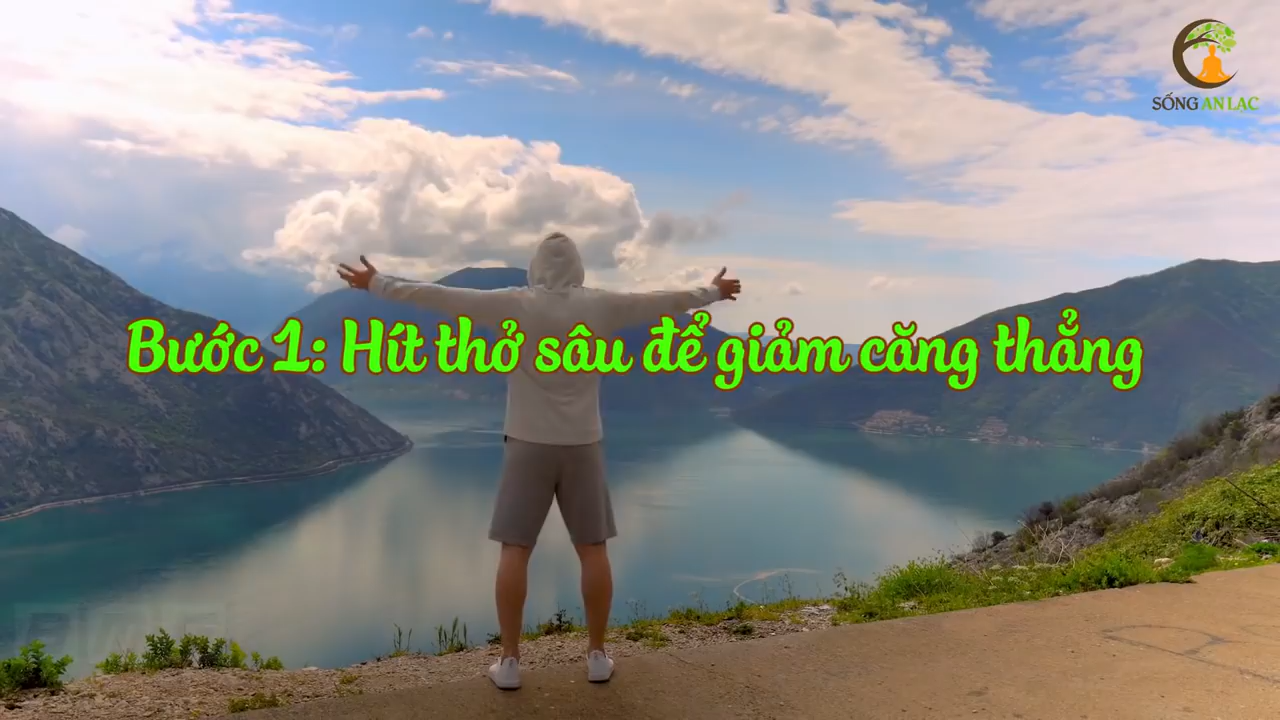 SỐNG AN LẠC
Bước 1: Hít thở sâu để giảm căng thẳng